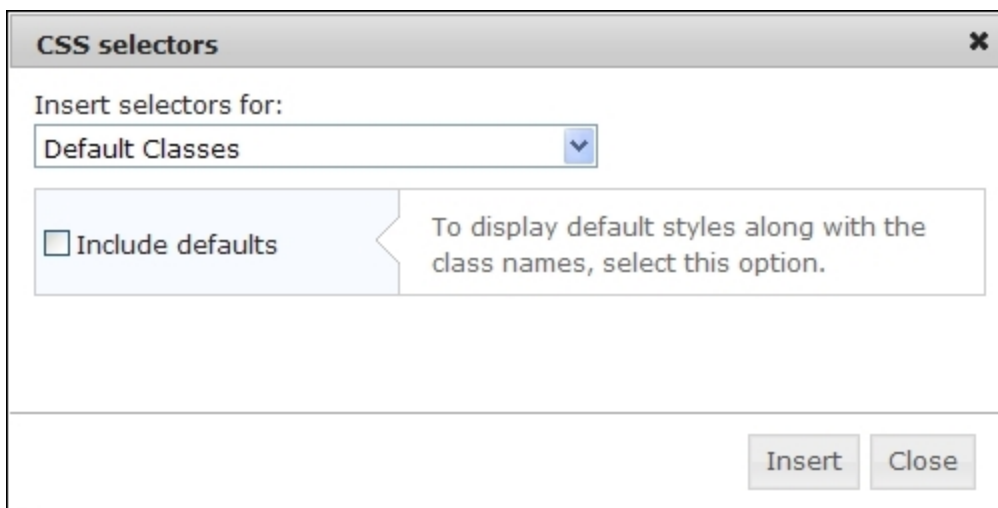 CSS selectors
Insert selectors for:
Default Classes
Include defaults
To display default styles along with the
class names, select this option.
Insert
Close